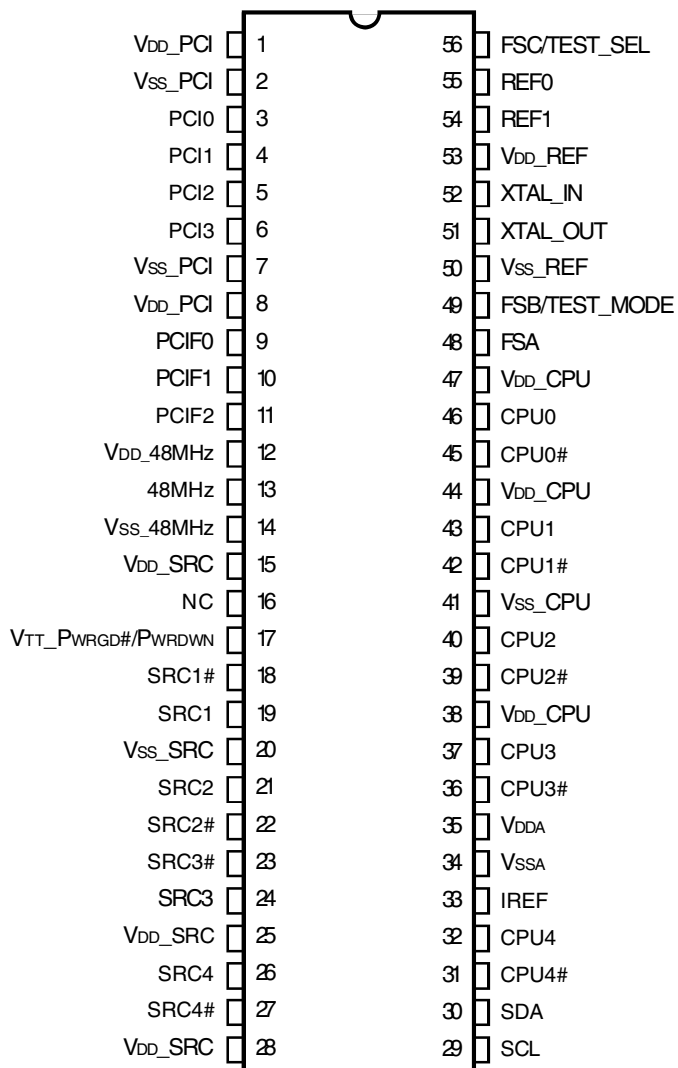 VDD_PCI 1 56 FSC/TEST_SEL
VSS_PCI 2 55 REF0
PCI0 3 54 REF1
PCI1 4 53 VDD_REF
PCI2 5 52 XTAL_IN
PCI3 6 51 XTAL_OUT
VSS_PCI 7 50 VSS_REF
VDD_PCI 8 49 FSB/TEST_MODE
PCIF0 9 48 FSA
PCIF1 10 47 VDD_CPU
PCIF2 11 46 CPU0
VDD_48MHz 12 45 CPU0#
48MHz 13 44 VDD_CPU
VSS_48MHz 14 43 CPU1
VDD_SRC 15 42 CPU1#
NC 16 41 VSS_CPU
VTT_PWRGD#/PWRDWN 17 40 CPU2
SRC1# 18 39 CPU2#
SRC1 19 38 VDD_CPU
VSS_SRC 20 37 CPU3
SRC2 21 36 CPU3#
SRC2# 22 35 VDDA
SRC3# 23 34 VSSA
SRC3 24 33 IREF
VDD_SRC 25 32 CPU4
SRC4 26 31 CPU4#
SRC4# 27 30 SDA
VDD_SRC 28 29 SCL